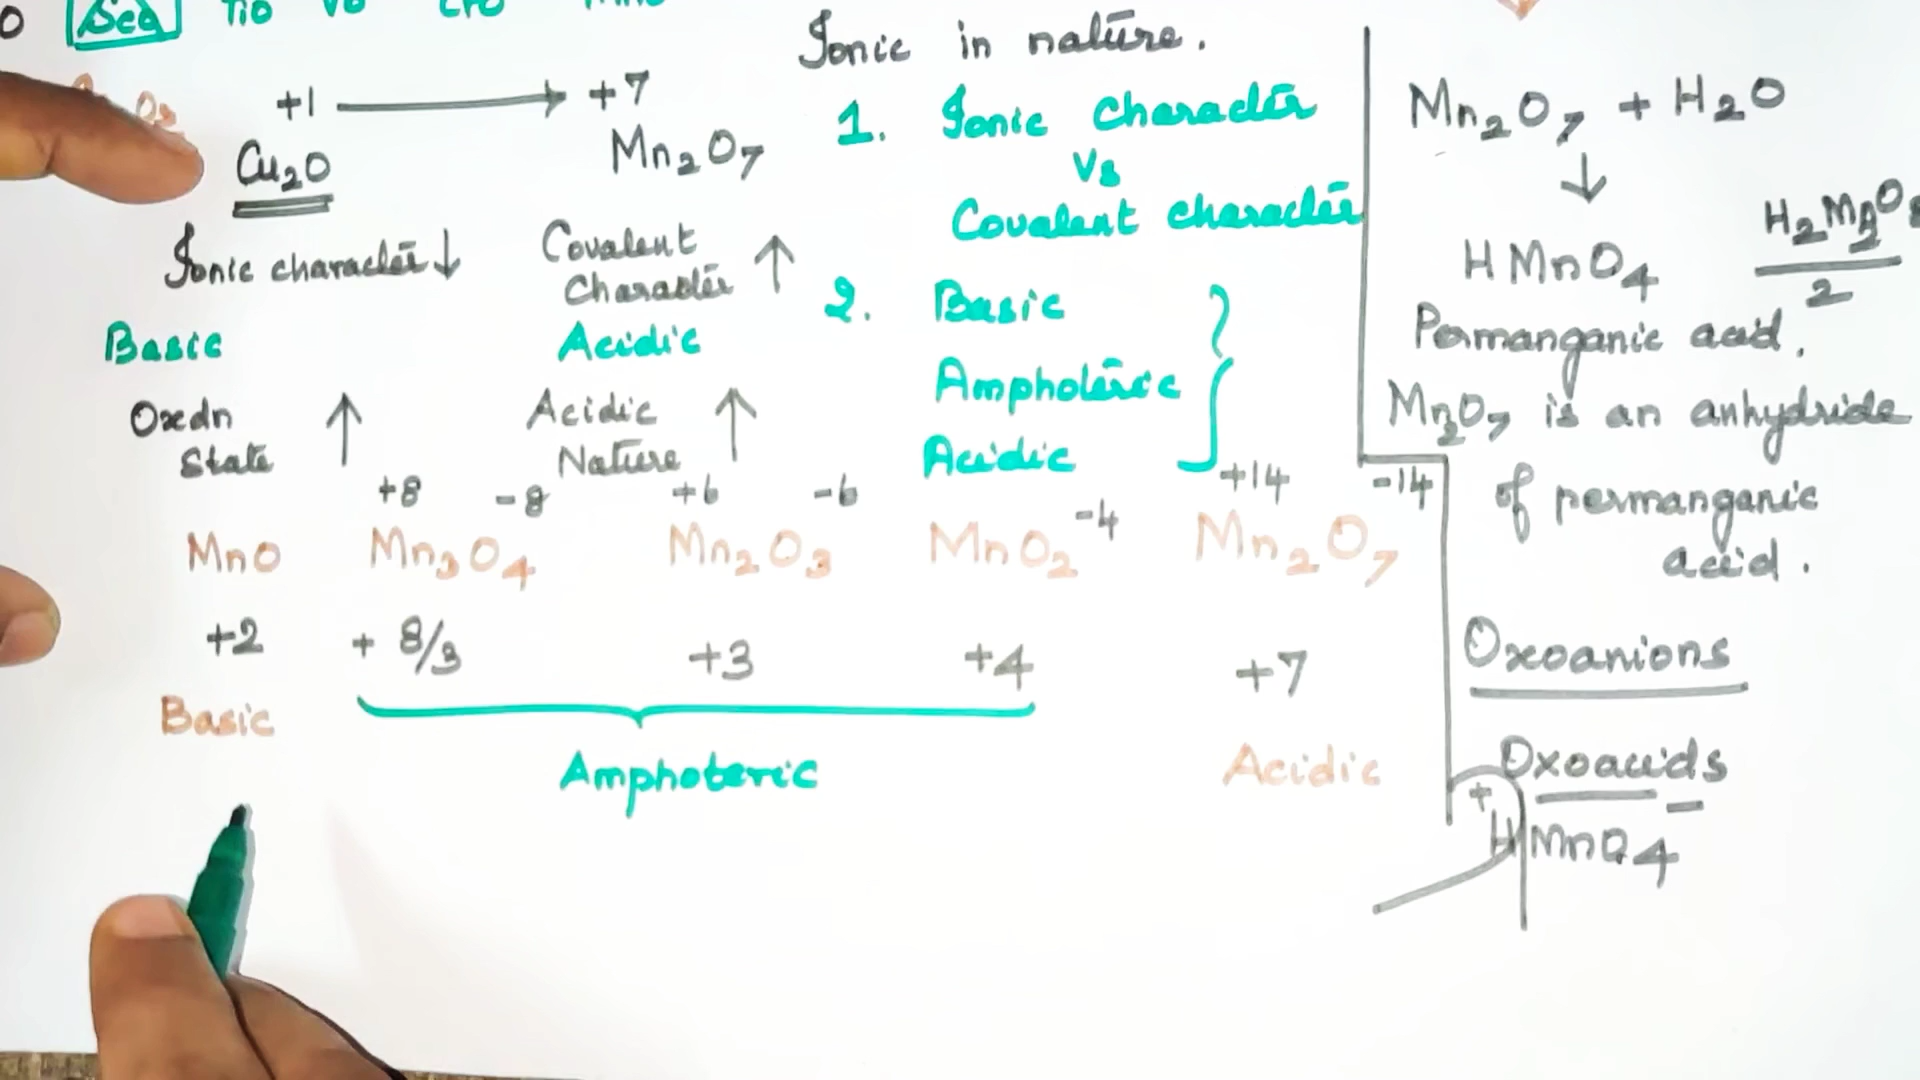 TiO VO CrO MnO
Ionic in nature.
+1 → +7
Cu₂O Mn₂O₇
Ionic character ↓
Covalent
Character ↑
Basic
Acidic
Oxdn
State ↑
Acidic
Nature ↑
1. Ionic Character
Vs
Covalent character
2. Basic
Amphoteric
Acidic
+8 -8 +6 -6 -4 +14 -14
MnO Mn₃O₄ Mn₂O₃ MnO₂ Mn₂O₇
+2 + 8/3 +3 +4 +7
Basic
Amphoteric
Acidic
Mn₂O₇ + H₂O
↓
HMnO₄
H₂Mn₂O₈
2
Permanganic acid.
Mn₂O₇ is an anhydride
of permanganic
acid.
Oxoanions
Oxoacids
+ −
HMnO₄